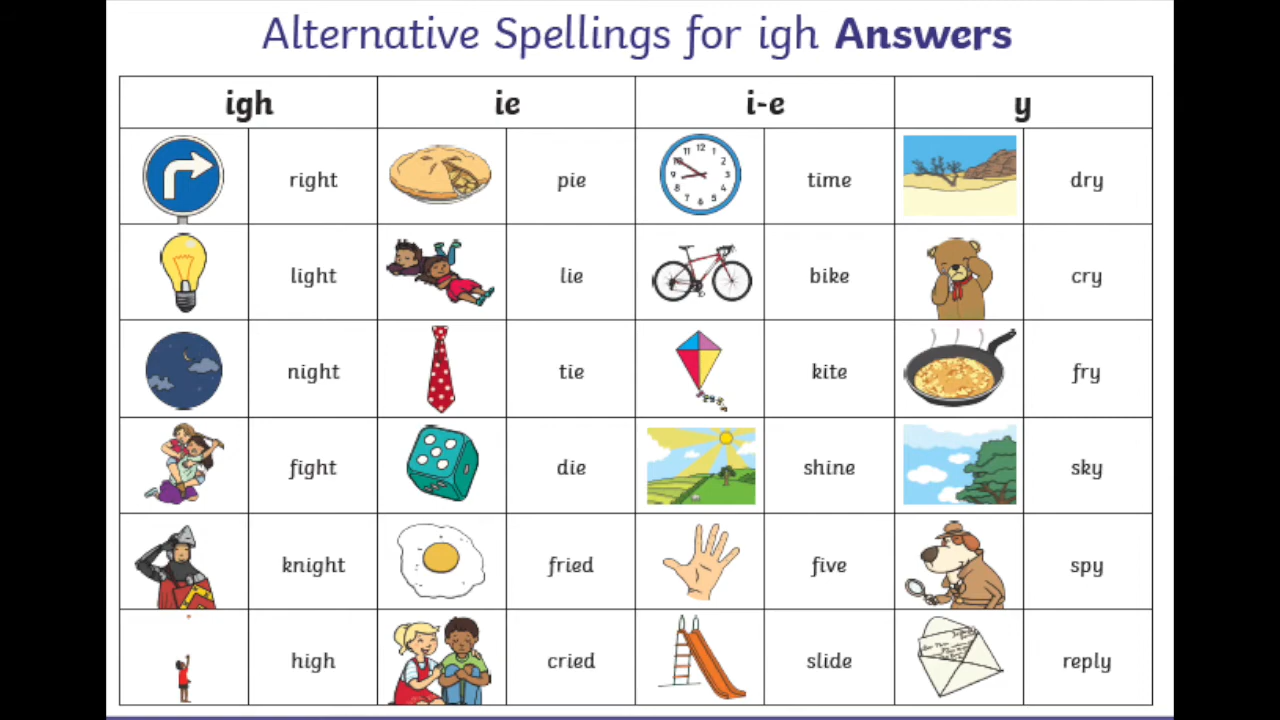 Alternative Spellings for igh Answers
igh ie i-e y
right pie time dry
light lie bike cry
night tie kite fry
fight die shine sky
knight fried five spy
high cried slide reply